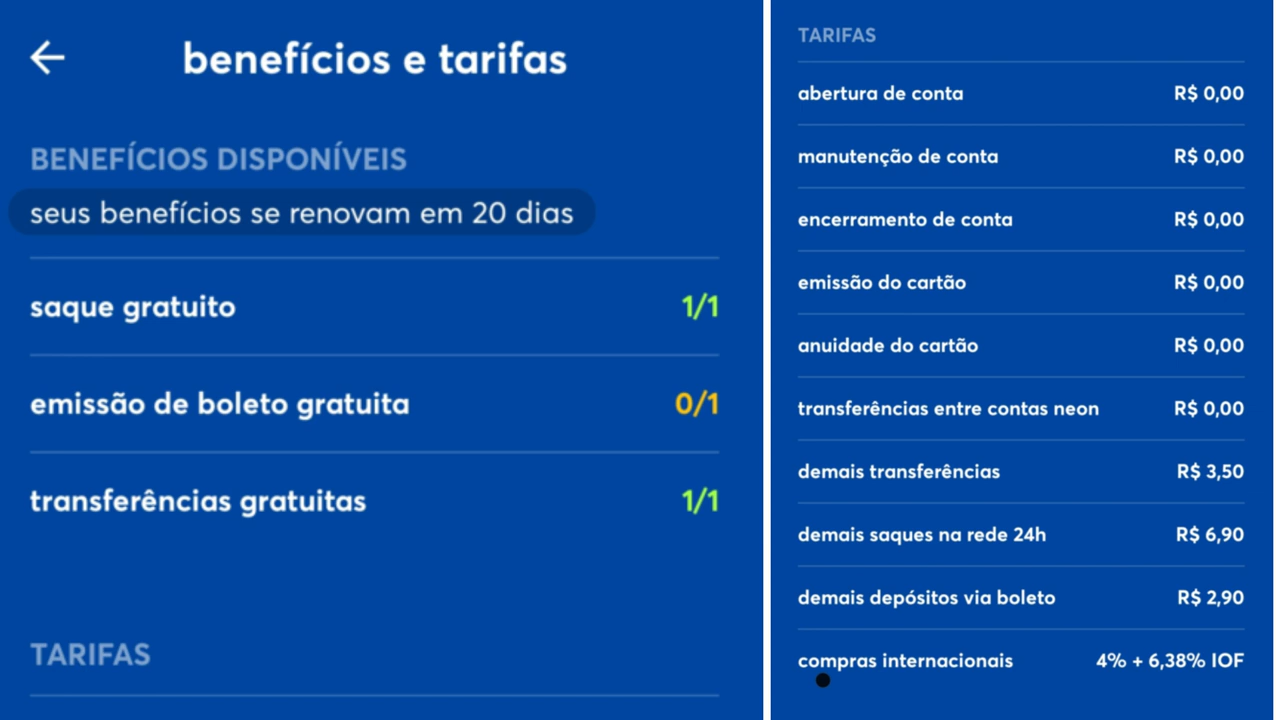 benefícios e tarifas
BENEFÍCIOS DISPONÍVEIS
seus benefícios se renovam em 20 dias
saque gratuito 1/1
emissão de boleto gratuita 0/1
transferências gratuitas 1/1
TARIFAS
TARIFAS
abertura de conta R$ 0,00
manutenção de conta R$ 0,00
encerramento de conta R$ 0,00
emissão do cartão R$ 0,00
anuidade do cartão R$ 0,00
transferências entre contas neon R$ 0,00
demais transferências R$ 3,50
demais saques na rede 24h R$ 6,90
demais depósitos via boleto R$ 2,90
compras internacionais 4% + 6,38% IOF